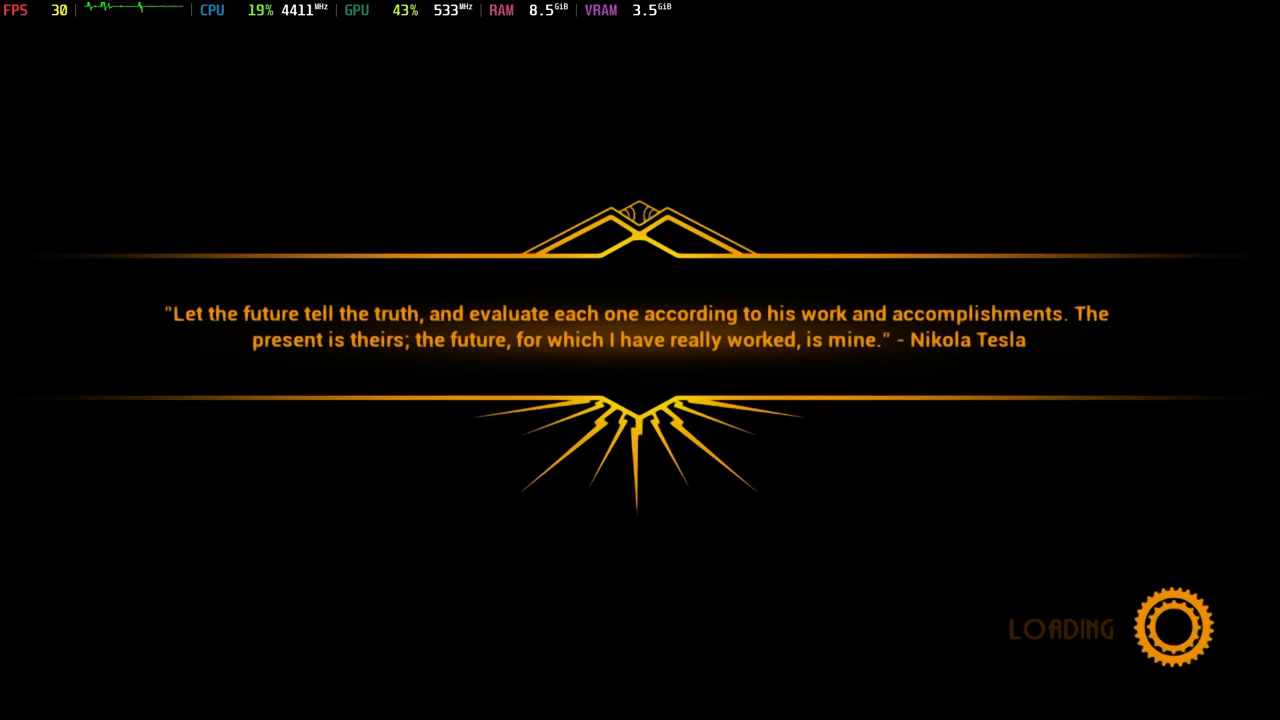 FPS 30 | CPU 19% 4411MHz | GPU 43% 533MHz | RAM 8.5GiB | VRAM 3.5GiB
"Let the future tell the truth, and evaluate each one according to his work and accomplishments. The
present is theirs; the future, for which I have really worked, is mine." - Nikola Tesla
LOADING